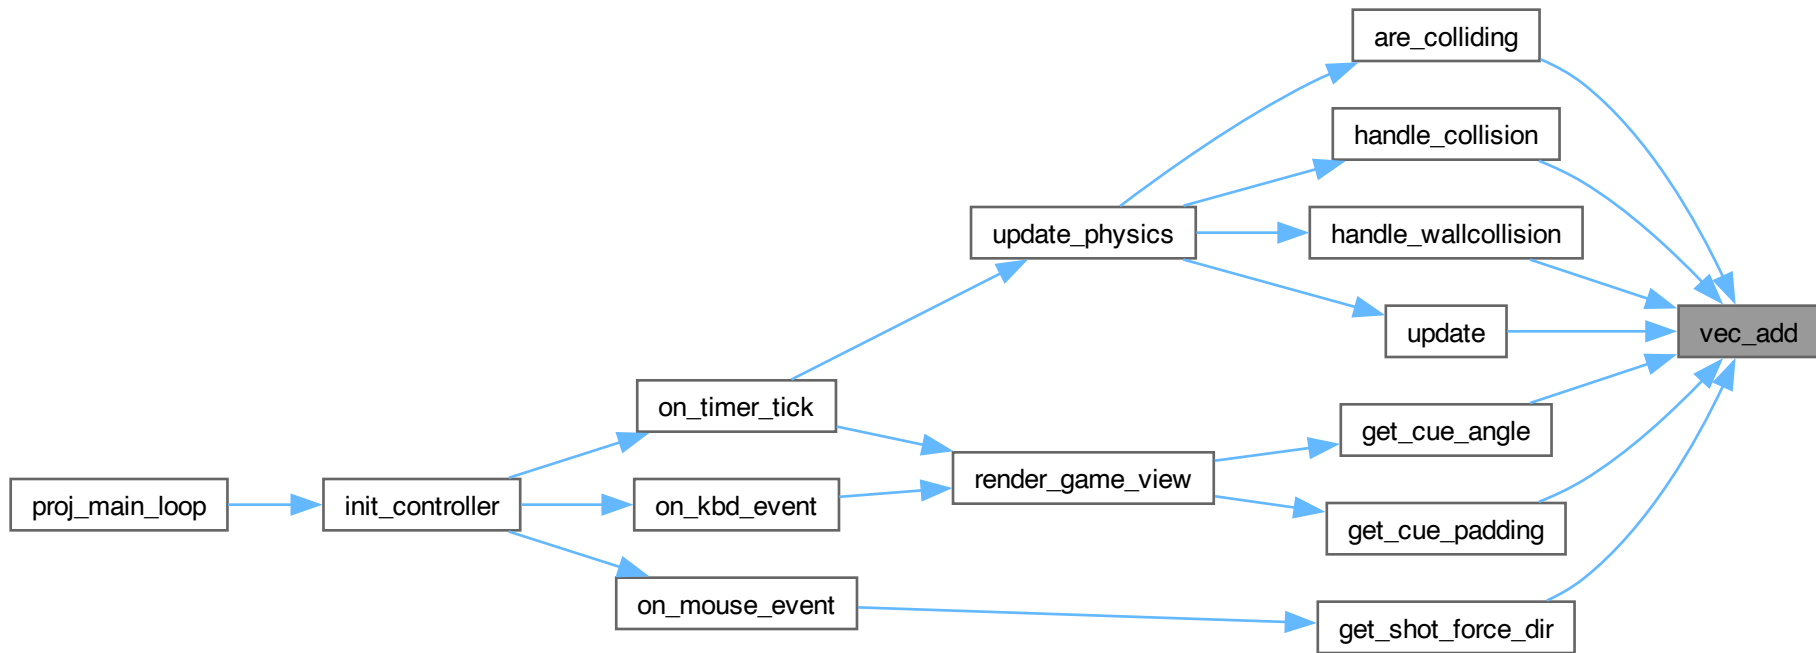 are_colliding
handle_collision
update_physics
handle_wallcollision
update
vec_add
on_timer_tick
get_cue_angle
render_game_view
proj_main_loop
init_controller
on_kbd_event
get_cue_padding
on_mouse_event
get_shot_force_dir